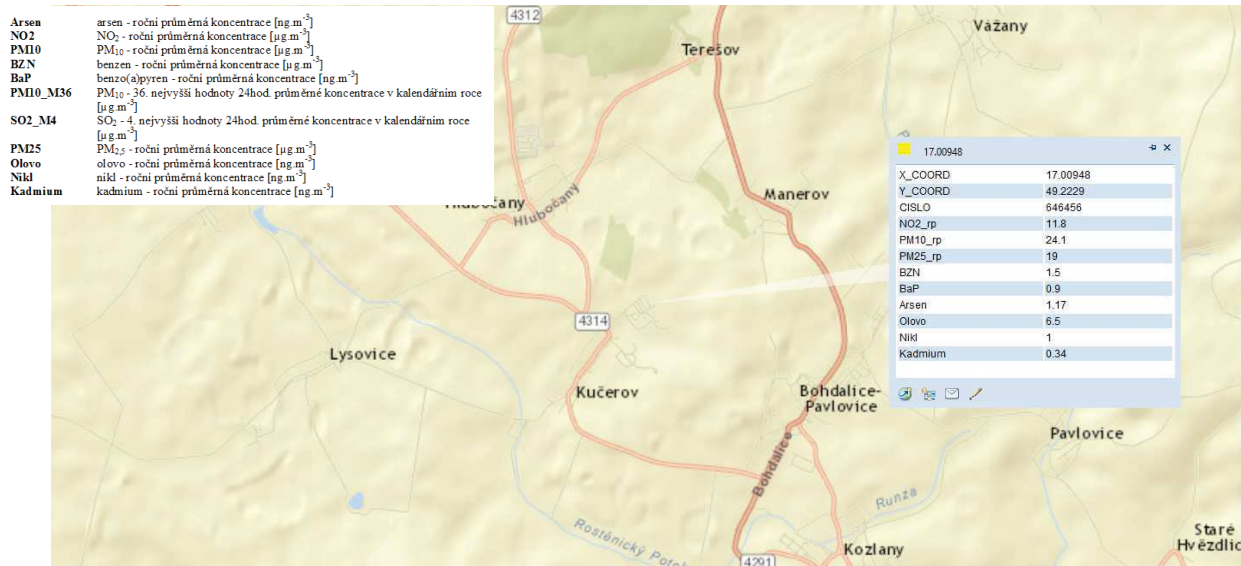 Arsen arsen - roční průměrná koncentrace [ng.m-3]
NO2 NO2 - roční průměrná koncentrace [µg.m-3]
PM10 PM10 - roční průměrná koncentrace [µg.m-3]
BZN benzen - roční průměrná koncentrace [µg.m-3]
BaP benzo(a)pyren - roční průměrná koncentrace [ng.m-3]
PM10_M36 PM10 - 36. nejvyšší hodnoty 24hod. průměrné koncentrace v kalendářním roce
[µg.m-3]
SO2_M4 SO2 - 4. nejvyšší hodnoty 24hod. průměrné koncentrace v kalendářním roce
[µg.m-3]
PM25 PM2,5 - roční průměrná koncentrace [µg.m-3]
Olovo olovo - roční průměrná koncentrace [ng.m-3]
Nikl nikl - roční průměrná koncentrace [ng.m-3]
Kadmium kadmium - roční průměrná koncentrace [ng.m-3]
4312
Vážany
Terešov
Manerov
Hlubočany
4314
Lysovice
Kučerov
Bohdalice-
Pavlovice
Bohdalice
Pavlovice
Runza
Rostěnický
Kozlany
4291
Staré
17.00948
X_COORD 17.00948
Y_COORD 49.2229
CISLO 646456
NO2_rp 11.8
PM10_rp 24.1
PM25_rp 19
BZN 1.5
BaP 0.9
Arsen 1.17
Olovo 6.5
Nikl 1
Kadmium 0.34